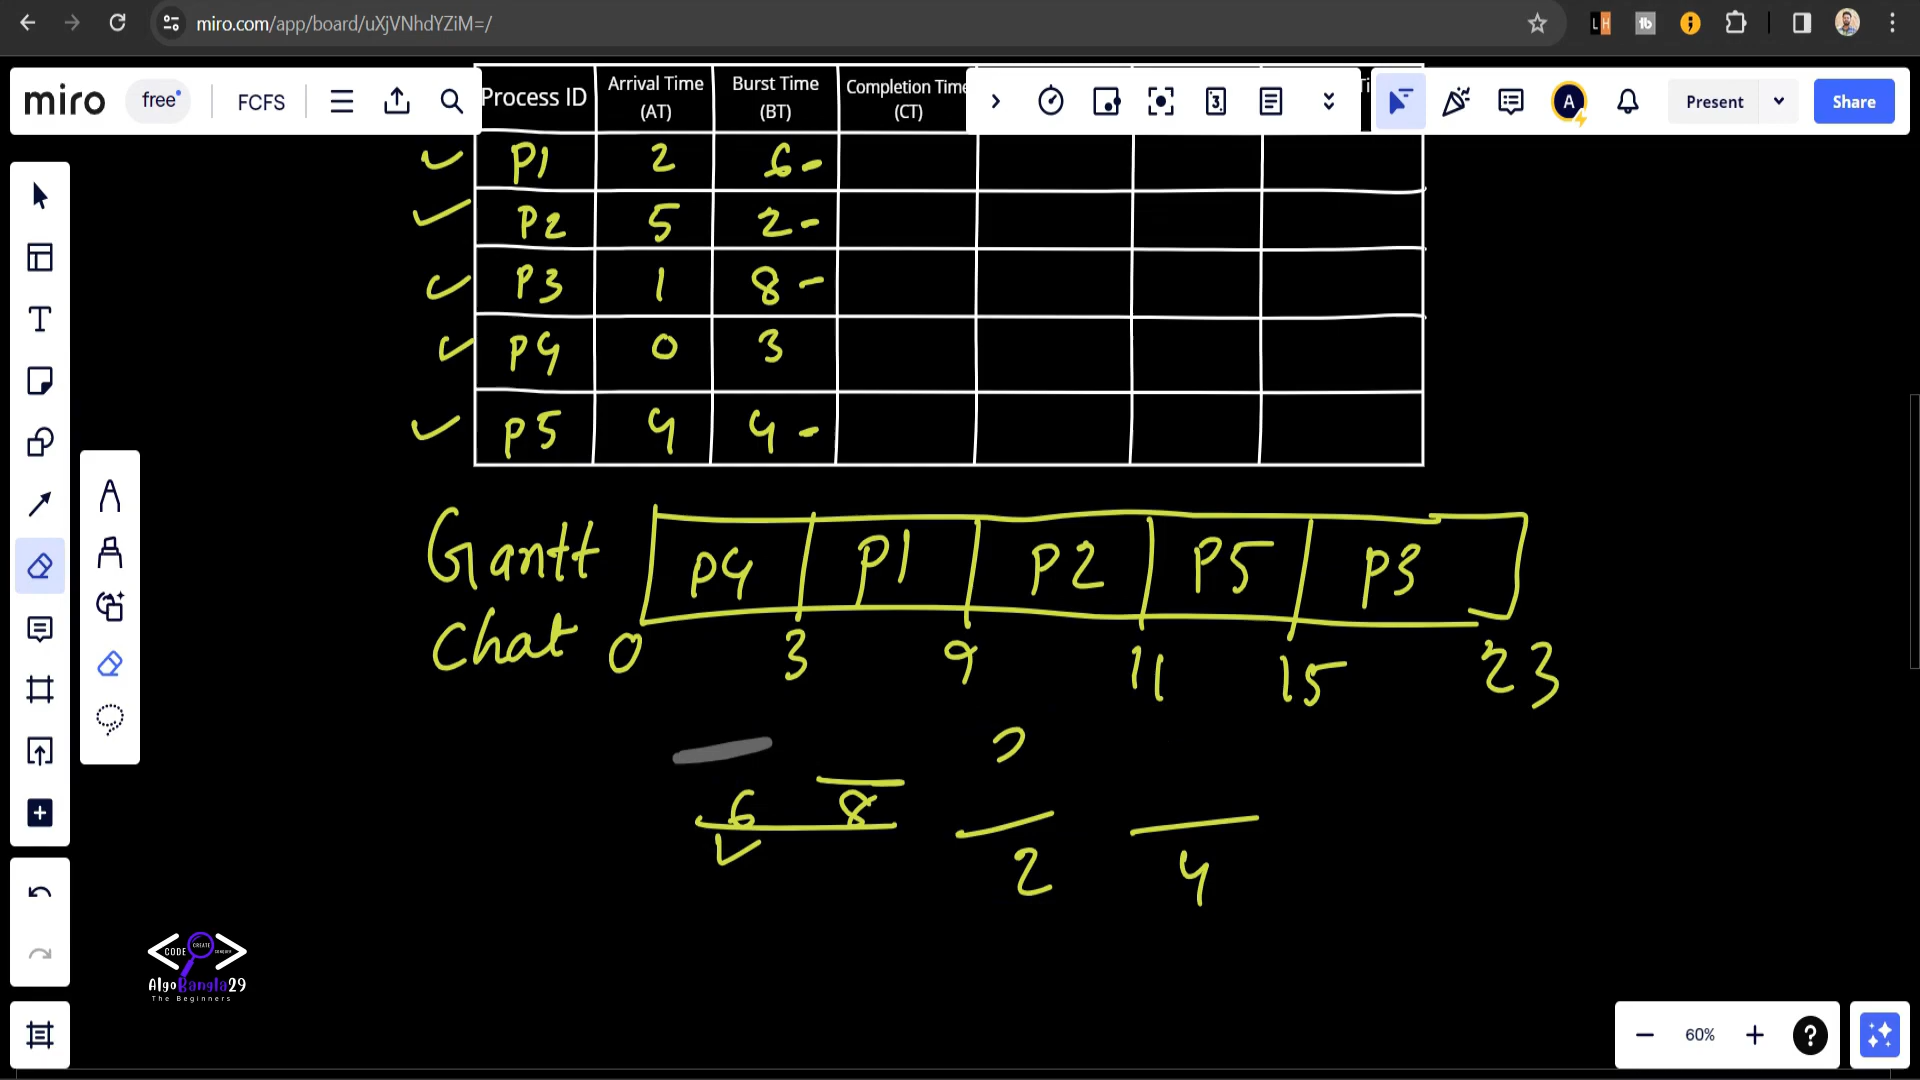 miro.com/app/board/uXjVNhdYZiM=/
miro free FCFS Present Share
Process ID Arrival Time (AT) Burst Time (BT) Completion Time (CT)
P1 2 6 -
P2 5 2 -
P3 1 8 -
P4 0 3
P5 4 4 -
Gantt
Chat
P4 P1 P2 P5 P3
0 3 9 11 15 23
6 8
2 4
CODE CREATE CONQUER
AlgoBangla29
The Beginners
60%